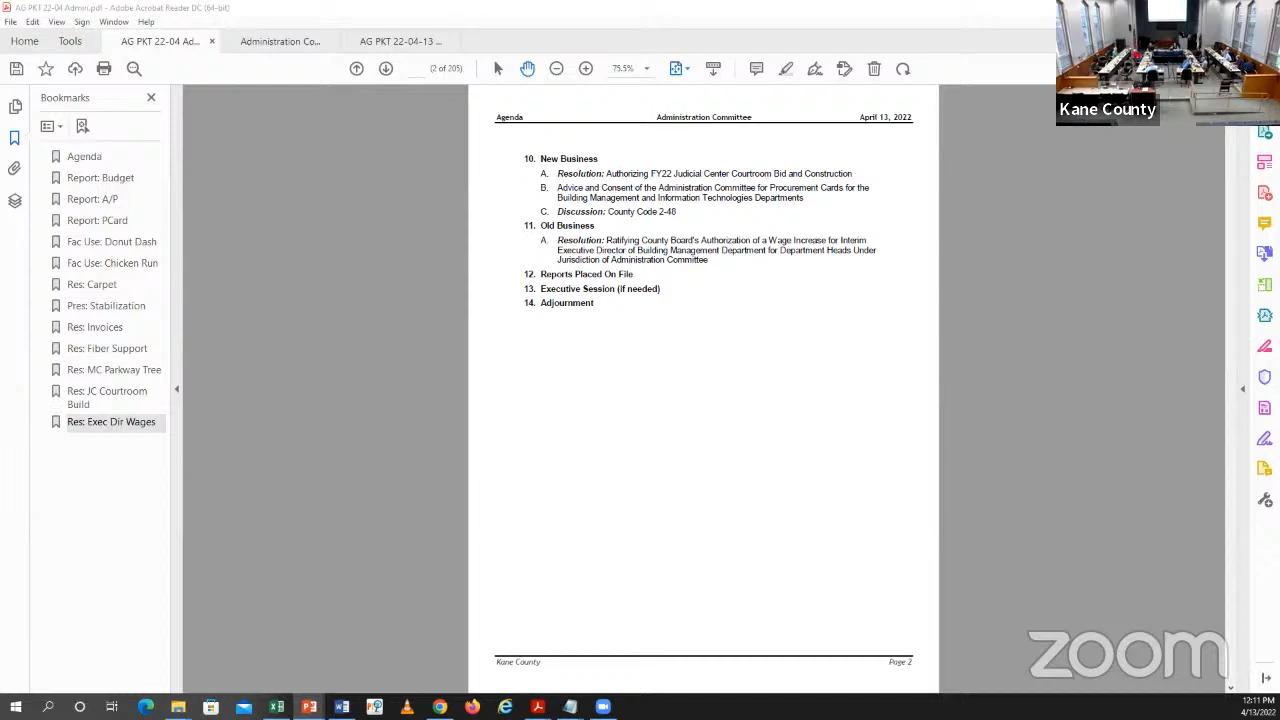 AG PKT 22-04 Admin.pdf - Adobe Acrobat Reader DC (64-bit)
File Edit View Sign Window Help
Home Tools AG PKT 22-04 Ad... × Administration Co... AG PKT 22-04-13 ...
(2 of 205) 75.5%
Kane County
Bookmarks
Agenda
Report: Budget
Report: A/P
Report: PCard
Fac Use: Donut Dash
Fac Use: Chicken Run
Res: Carpet
Pres: Stabilization
Res: Invoices
Res: Fiber Support
Res: MC Parkway Tree
Res: JC Courtroom
Build
Res: Exec Dir Wages
Agenda Administration Committee April 13, 2022
10. New Business
A. Resolution: Authorizing FY22 Judicial Center Courtroom Bid and Construction
B. Advice and Consent of the Administration Committee for Procurement Cards for the
Building Management and Information Technologies Departments
C. Discussion: County Code 2-48
11. Old Business
A. Resolution: Ratifying County Board's Authorization of a Wage Increase for Interim
Executive Director of Building Management Department for Department Heads Under
Jurisdiction of Administration Committee
12. Reports Placed On File
13. Executive Session (if needed)
14. Adjournment
Kane County Page 2
zoom
12:11 PM
4/13/2022